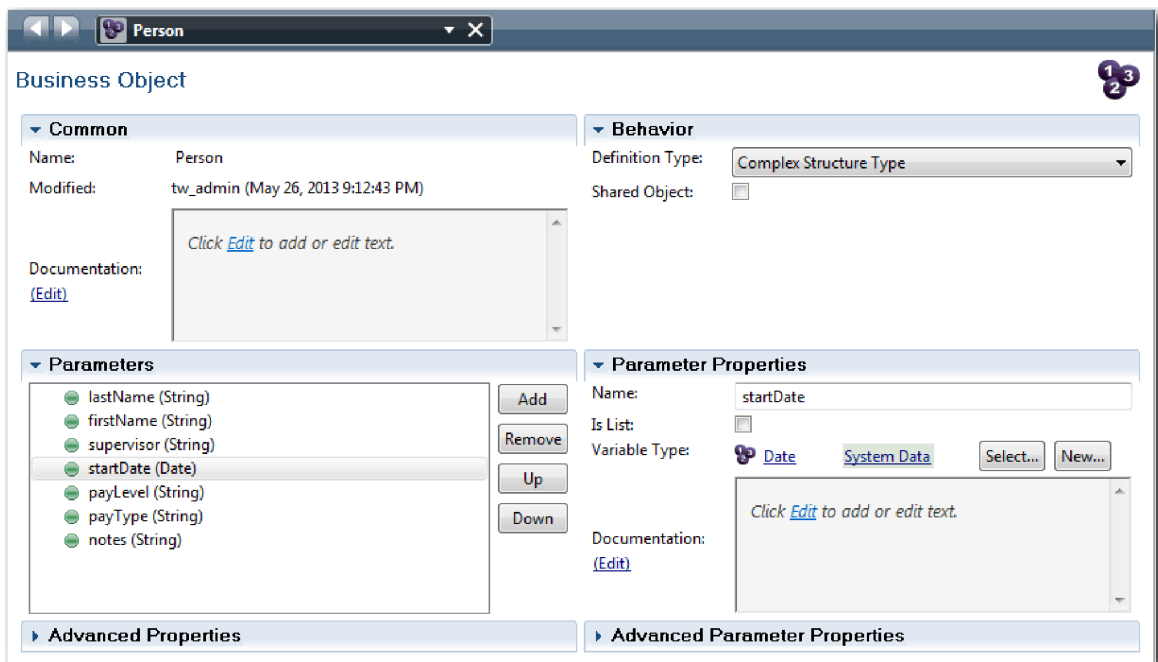 Person
Business Object
1 3
2
Common
Name: Person
Modified: tw_admin (May 26, 2013 9:12:43 PM)
Click Edit to add or edit text.
Documentation:
(Edit)
Behavior
Definition Type: Complex Structure Type
Shared Object:
Parameters
lastName (String)
firstName (String)
supervisor (String)
startDate (Date)
payLevel (String)
payType (String)
notes (String)
Add
Remove
Up
Down
Parameter Properties
Name: startDate
Is List:
Variable Type: Date System Data Select... New...
Click Edit to add or edit text.
Documentation:
(Edit)
Advanced Properties
Advanced Parameter Properties